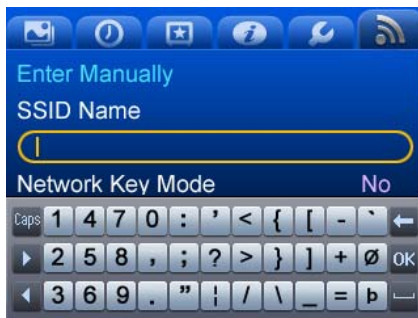 Enter Manually
SSID Name
Network Key Mode No
Caps 1 4 7 0 : ’ < { [ - `
2 5 8 , ; ? > } ] + Ø OK
3 6 9 . ” ¦ / \ _ = þ